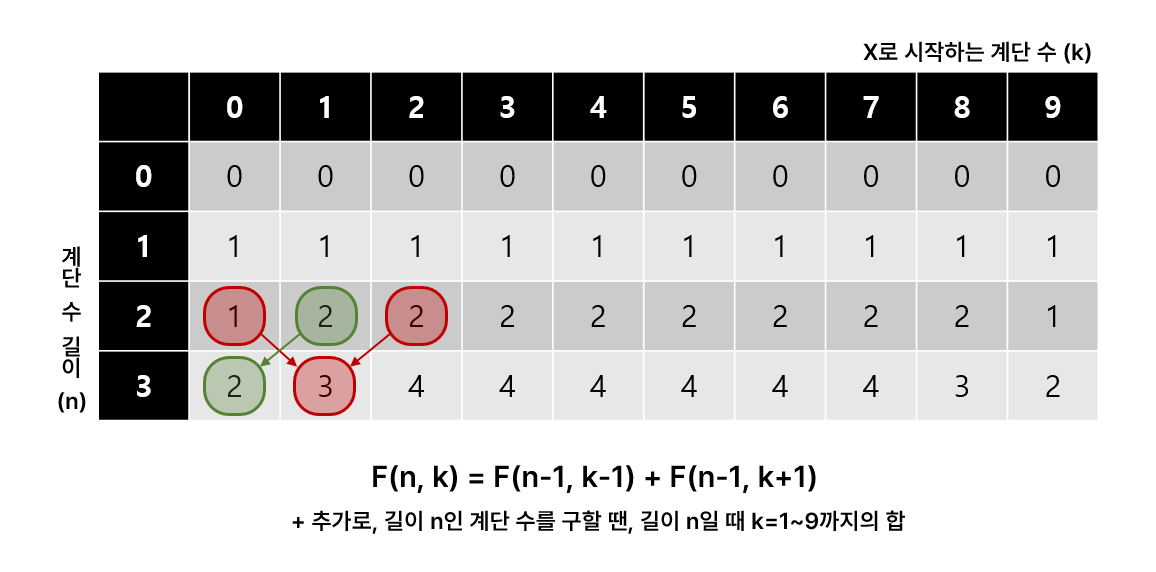 X로 시작하는 계단 수 (k)
0 1 2 3 4 5 6 7 8 9
0 0 0 0 0 0 0 0 0 0 0
1 1 1 1 1 1 1 1 1 1 1
2 1 2 2 2 2 2 2 2 2 1
3 2 3 4 4 4 4 4 4 3 2
계단 수 길이 (n)
F(n, k) = F(n-1, k-1) + F(n-1, k+1)
+ 추가로, 길이 n인 계단 수를 구할 땐, 길이 n일 때 k=1~9까지의 합